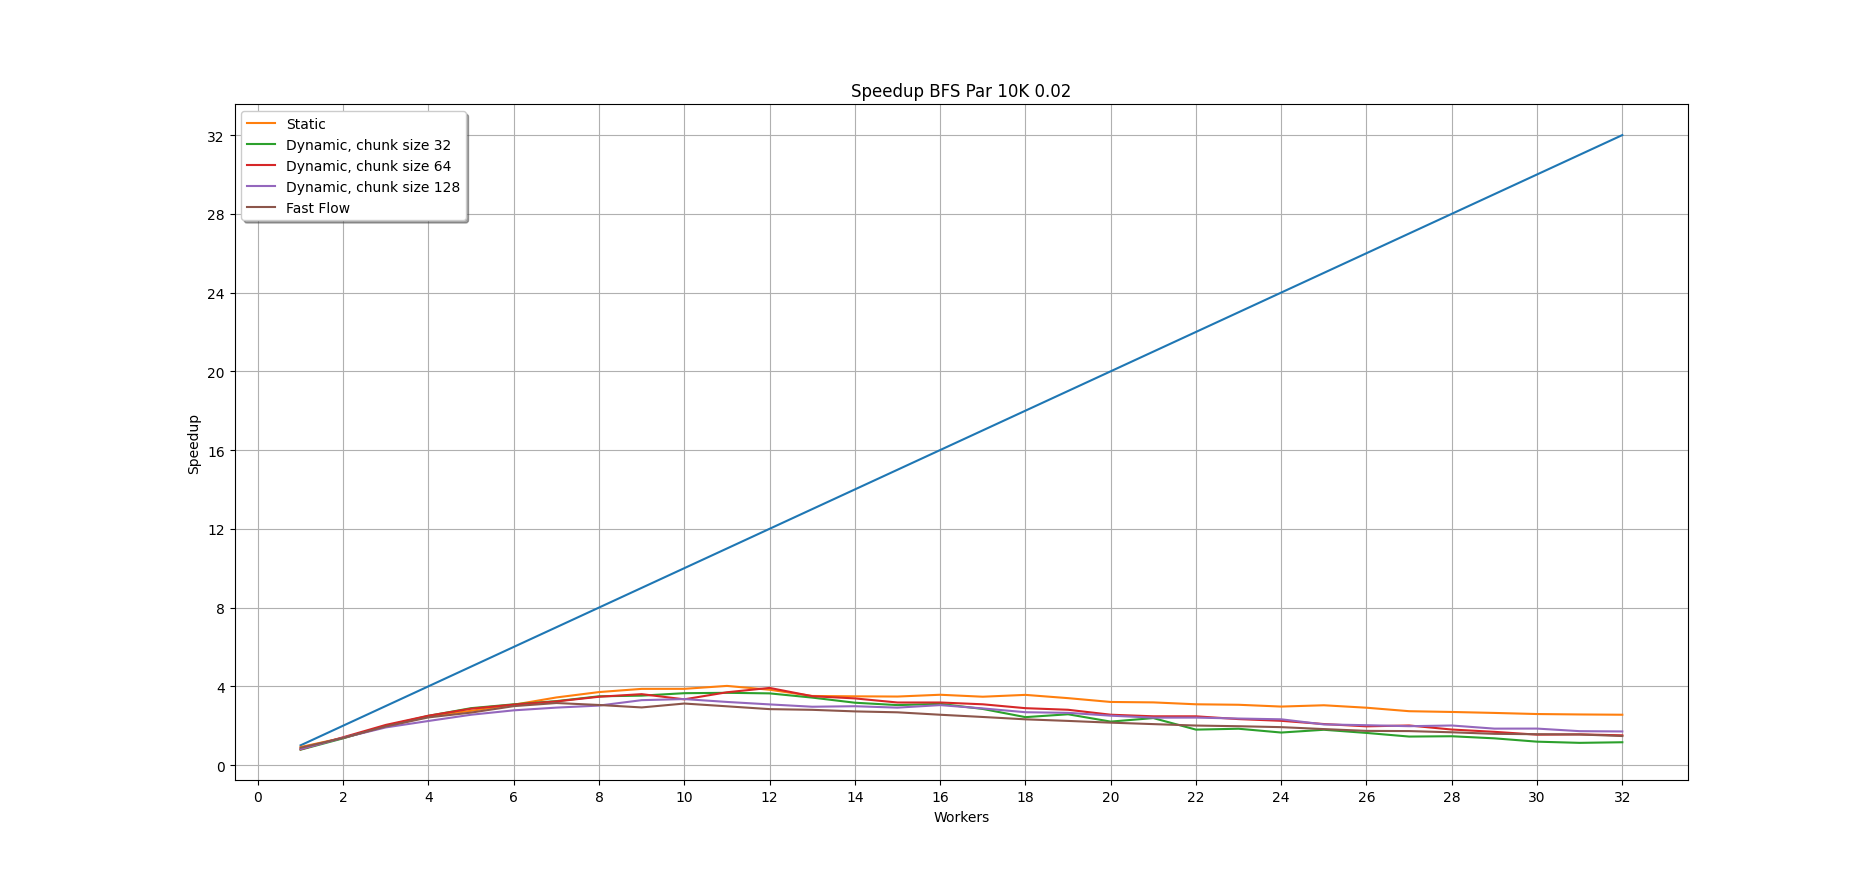 Speedup BFS Par 10K 0.02
Static
Dynamic, chunk size 32
Dynamic, chunk size 64
Dynamic, chunk size 128
Fast Flow
32
28
24
20
16
12
8
4
0
Speedup
0 2 4 6 8 10 12 14 16 18 20 22 24 26 28 30 32
Workers